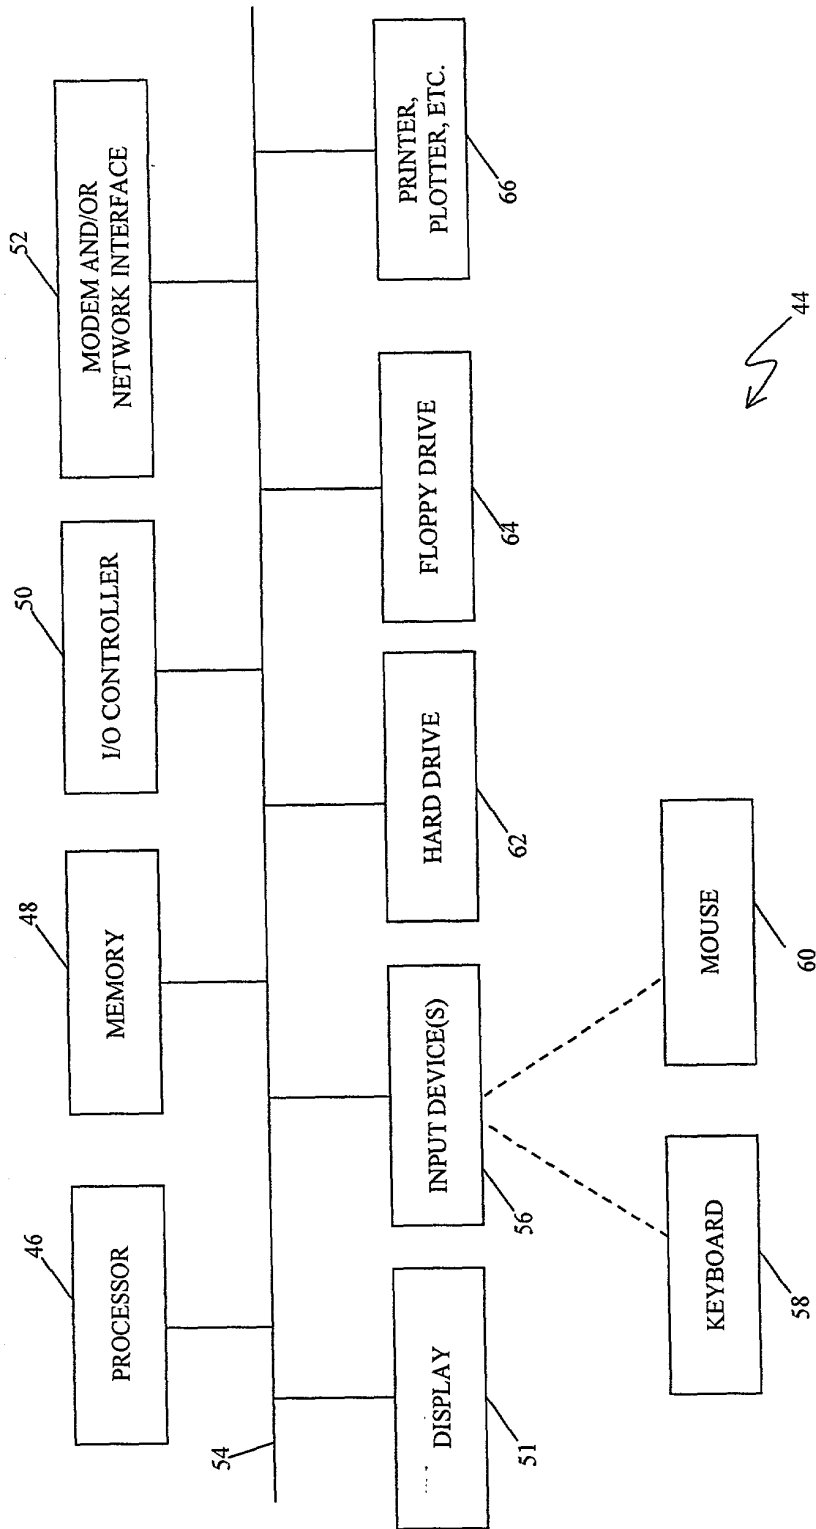 46
PROCESSOR
48
MEMORY
50
I/O CONTROLLER
52
MODEM AND/OR
NETWORK INTERFACE
54
DISPLAY
51
INPUT DEVICE(S)
56
HARD DRIVE
62
FLOPPY DRIVE
64
PRINTER,
PLOTTER, ETC.
66
KEYBOARD
58
MOUSE
60
44